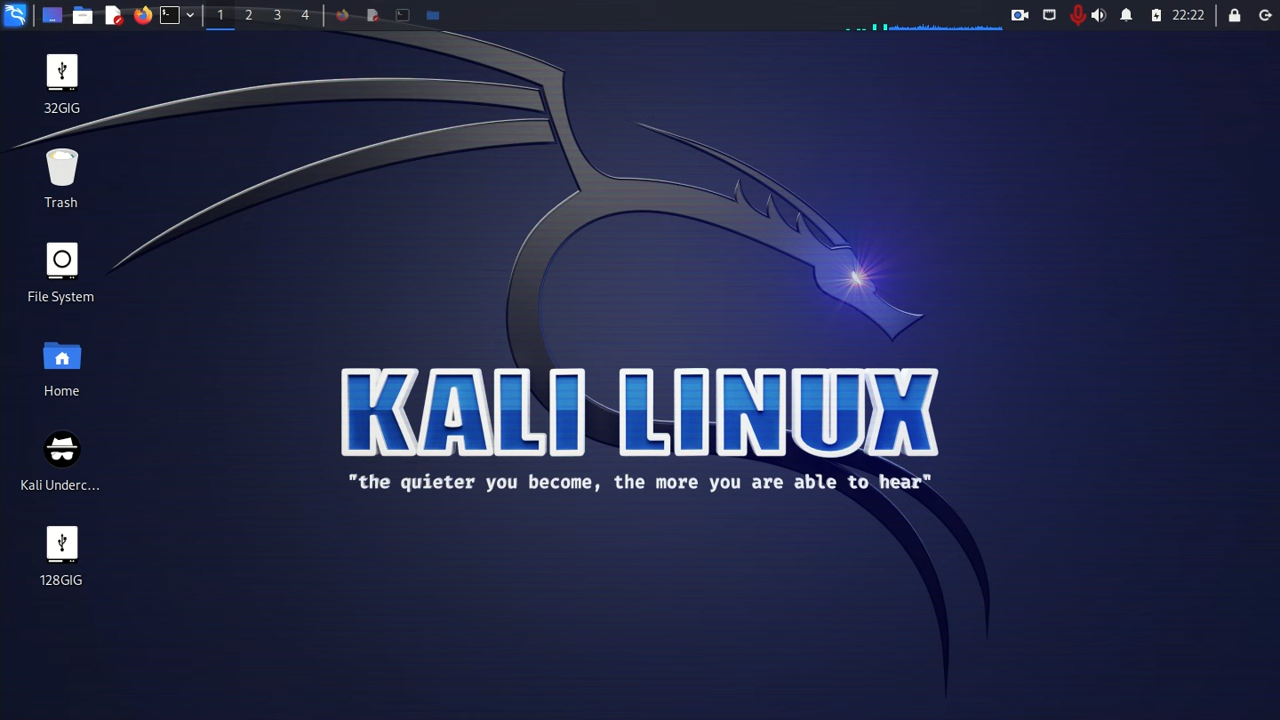 1 2 3 4
22:22
32GIG
Trash
File System
Home
Kali Underc...
128GIG
KALI LINUX
"the quieter you become, the more you are able to hear"